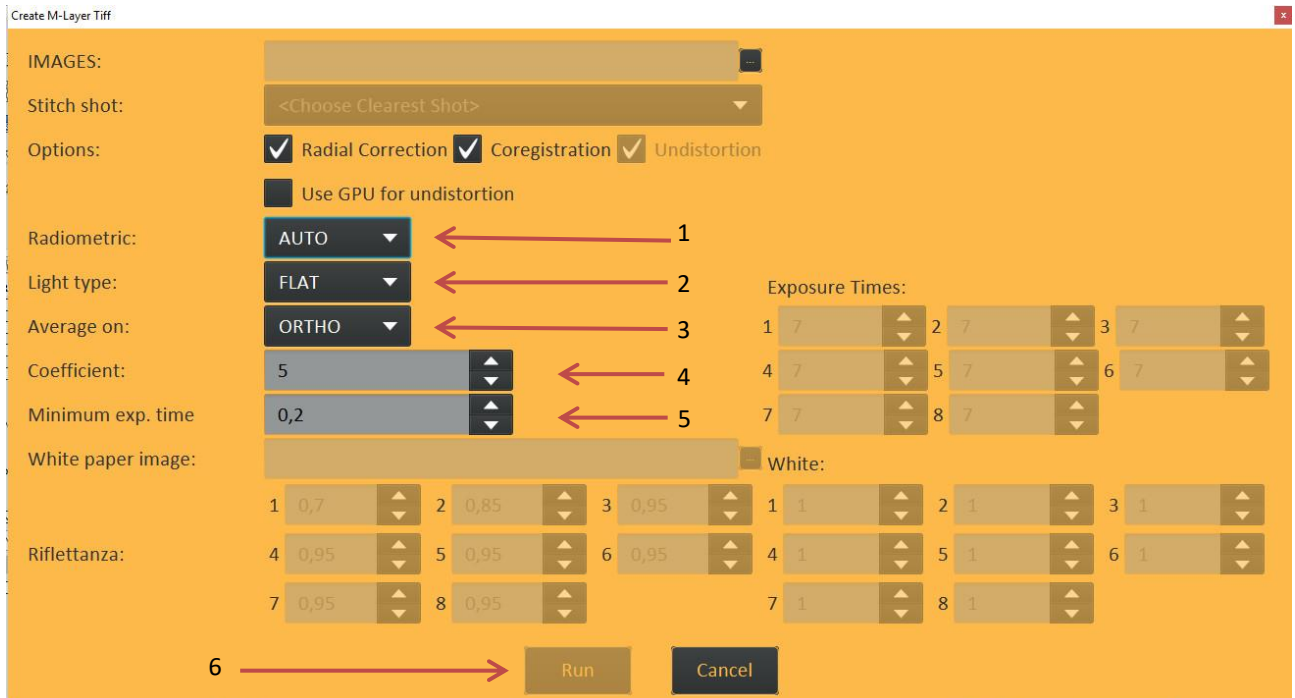 Create M-Layer Tiff
x
IMAGES:
...
Stitch shot: <Choose Clearest Shot>
Options: Radial Correction Coregistration Undistortion
Use GPU for undistortion
Radiometric: AUTO 1
Light type: FLAT 2
Exposure Times:
Average on: ORTHO 3
1 7 2 7 3 7
Coefficient: 5 4
4 7 5 7 6 7
Minimum exp. time 0,2 5
7 7 8 7
White paper image: ...
White:
1 0,7 2 0,85 3 0,95
1 1 2 1 3 1
Riflettanza: 4 0,95 5 0,95 6 0,95
4 1 5 1 6 1
7 0,95 8 0,95
7 1 8 1
6 Run Cancel